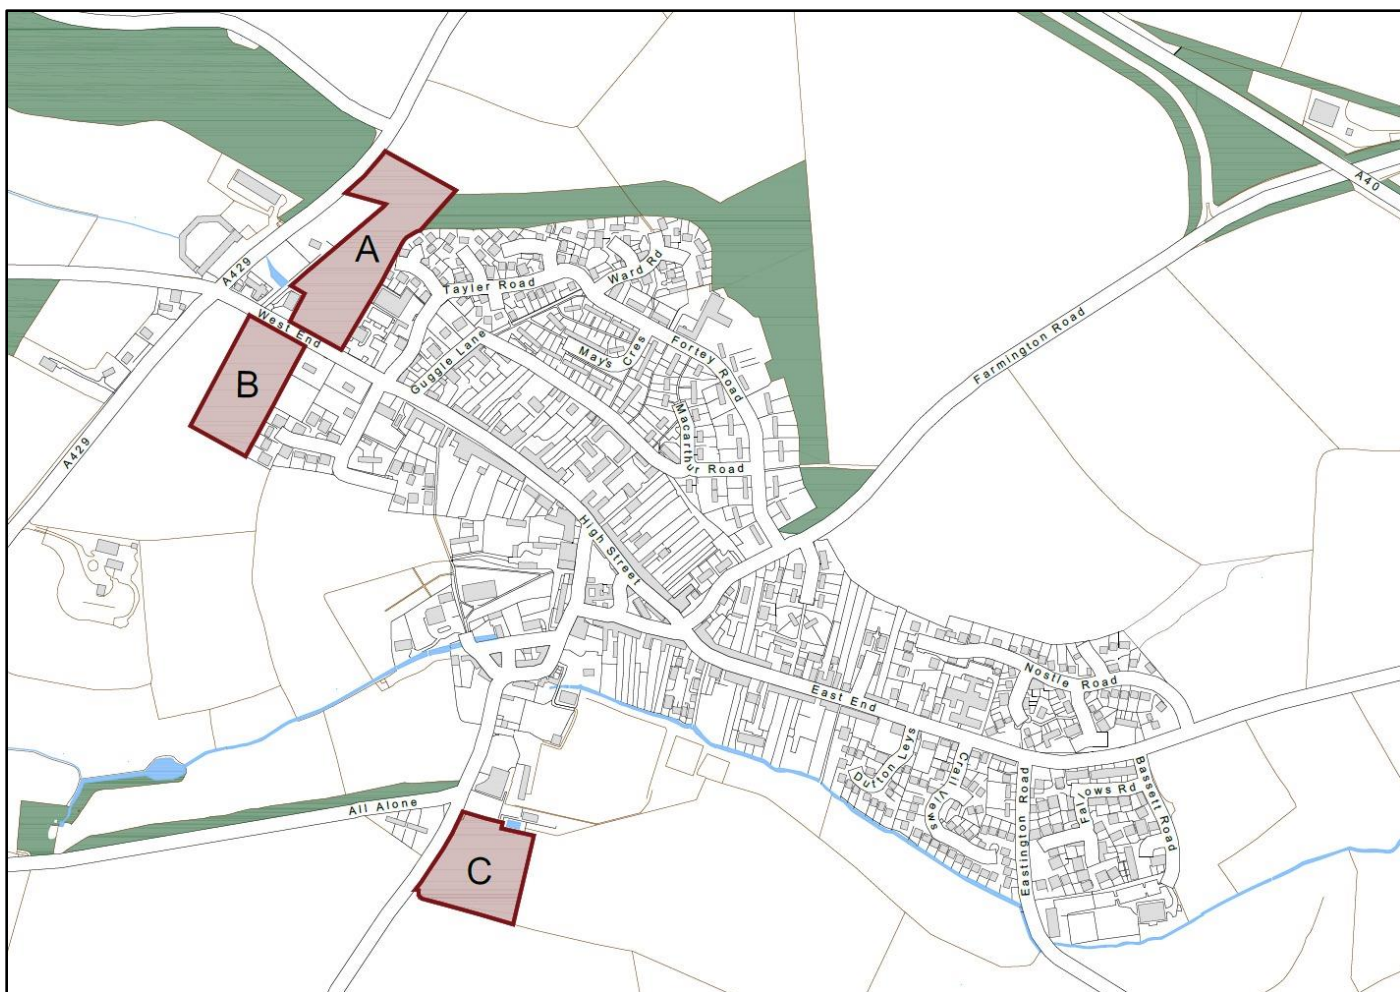 A40
A
A429
Ward Rd
Tayler Road
West End
Guggle Lane
Mays Cres
Fortey Road
Farmington Road
B
A429
Macarthur Road
High Street
East End
Nostle Road
Dutton Leys
Crail Views
Eastington Road
Fallows Rd
Bassett Road
All Alone
C